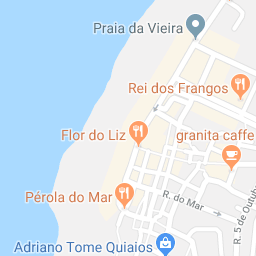 Praia da Vieira
Rei dos Frangos
Flor do Liz
granita caffe
Pérola do Mar
R. do Mar
R. 5 de Outub
Adriano Tome Quiaios